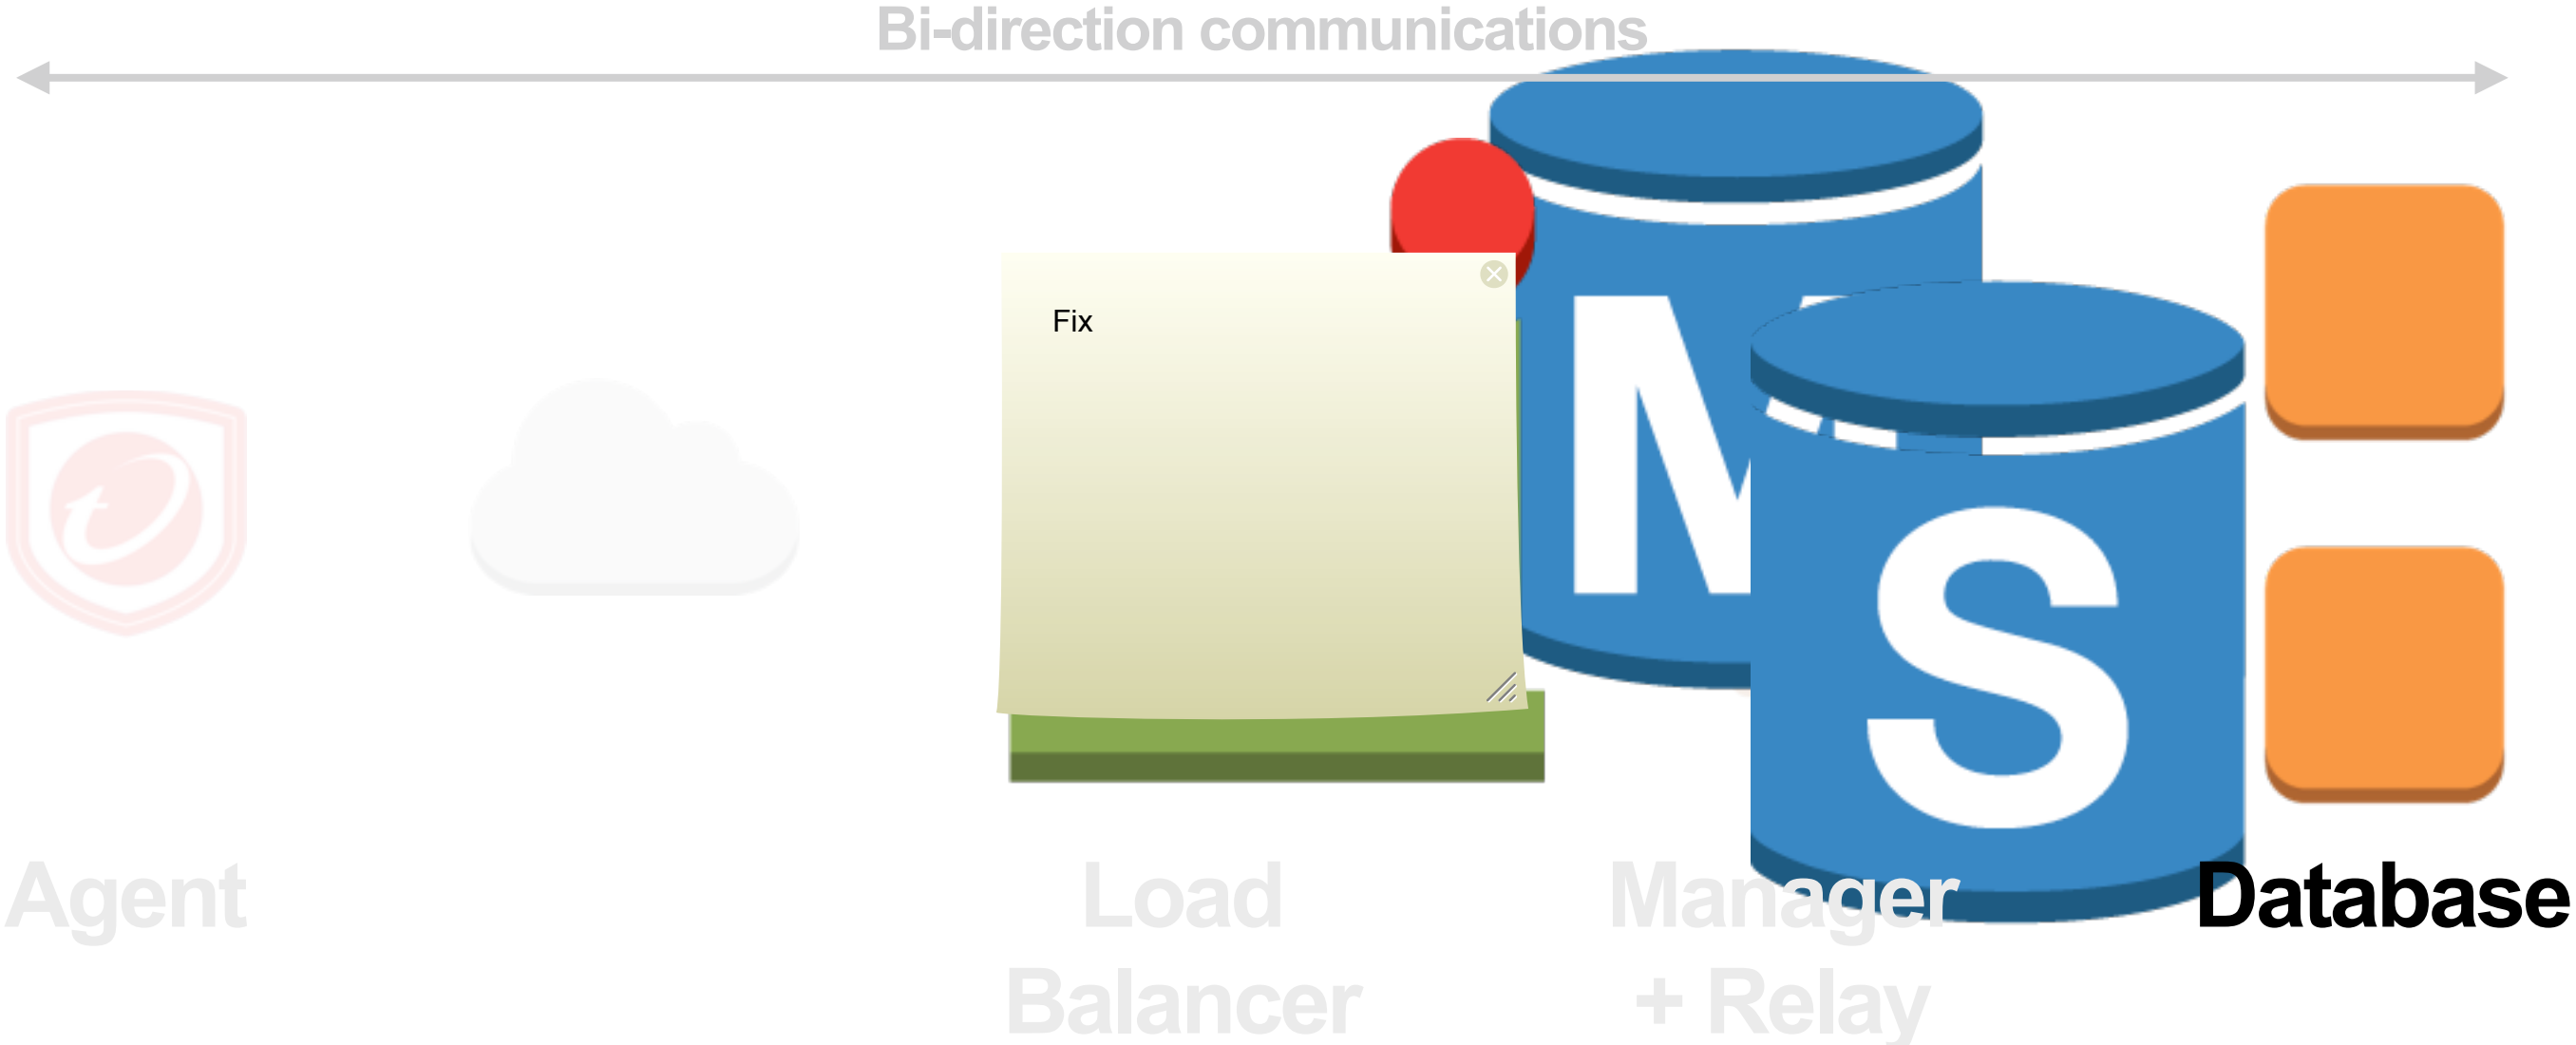 Bi-direction communications
Fix
M
S
Agent
Load
Balancer
Manager
+ Relay
Database